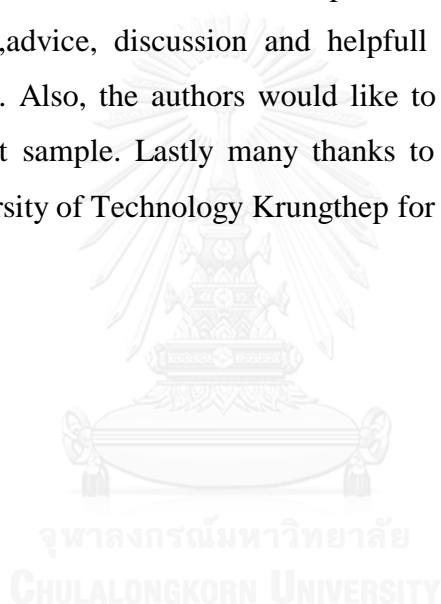 ,advice, discussion and helpfull
. Also, the authors would like to
t sample. Lastly many thanks to
rsity of Technology Krungthep for
จุฬาลงกรณ์มหาวิทยาลัย
CHULALONGKORN UNIVERSITY